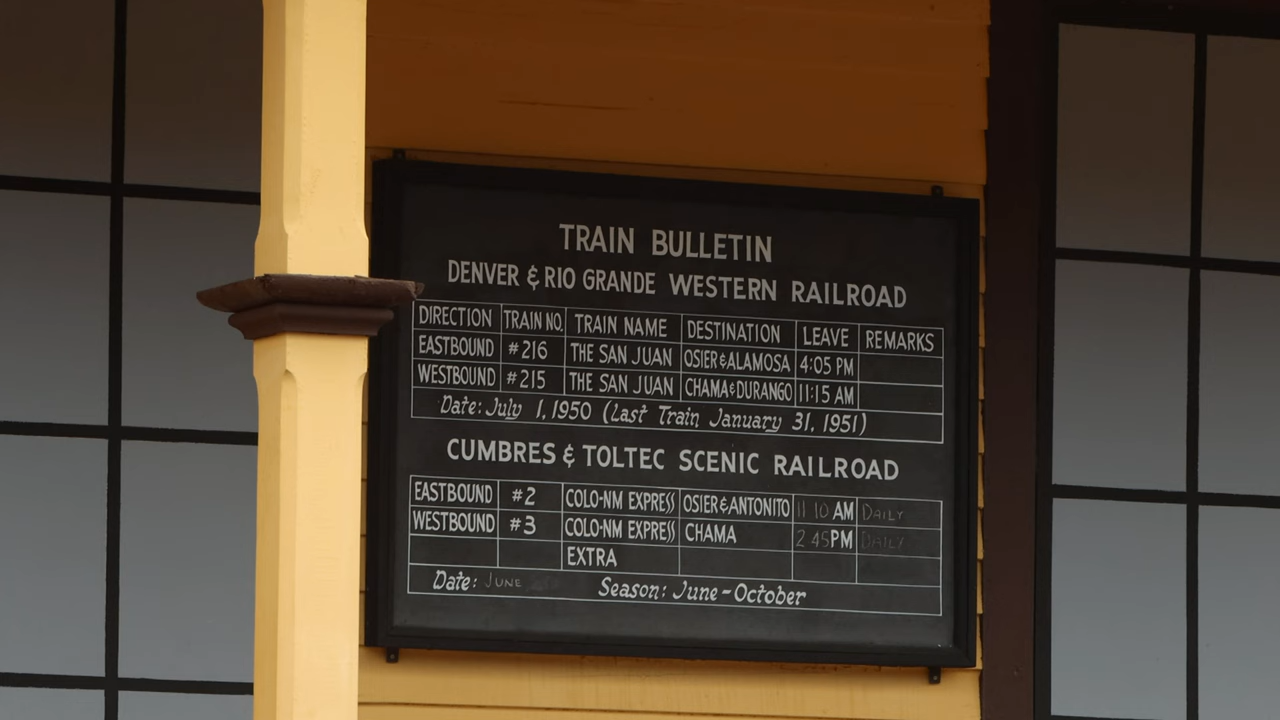 TRAIN BULLETIN
DENVER & RIO GRANDE WESTERN RAILROAD
DIRECTION TRAIN NO. TRAIN NAME DESTINATION LEAVE REMARKS
EASTBOUND #216 THE SAN JUAN OSIER & ALAMOSA 4:05 PM
WESTBOUND #215 THE SAN JUAN CHAMA & DURANGO 11:15 AM
Date: July 1, 1950 (Last Train January 31, 1951)
CUMBRES & TOLTEC SCENIC RAILROAD
EASTBOUND #2 COLO-NM EXPRESS OSIER & ANTONITO 11 10 AM DAILY
WESTBOUND #3 COLO-NM EXPRESS CHAMA 2 45 PM DAILY
EXTRA
Date: JUNE Season: June-October